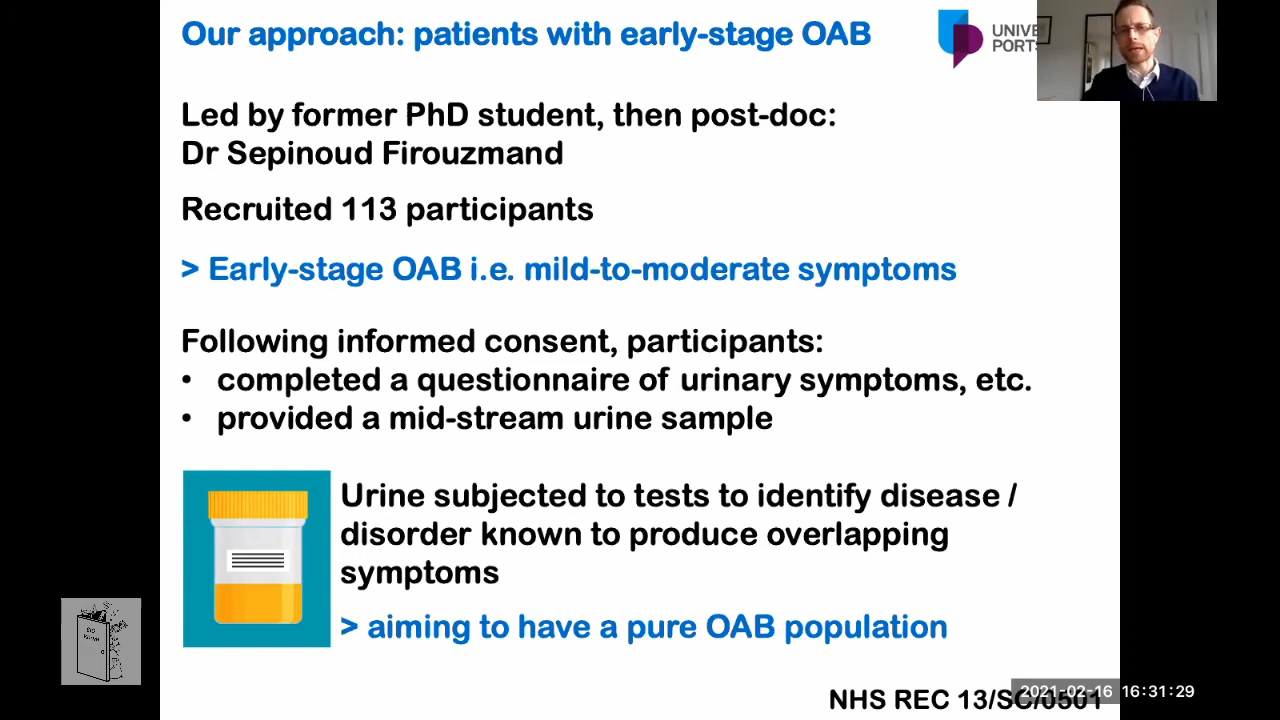 Our approach: patients with early-stage OAB
UNIVE
PORTS
Led by former PhD student, then post-doc:
Dr Sepinoud Firouzmand
Recruited 113 participants
> Early-stage OAB i.e. mild-to-moderate symptoms
Following informed consent, participants:
• completed a questionnaire of urinary symptoms, etc.
• provided a mid-stream urine sample
Urine subjected to tests to identify disease /
disorder known to produce overlapping
symptoms
> aiming to have a pure OAB population
NHS REC 13/SC/0501
2021-02-16 16:31:29